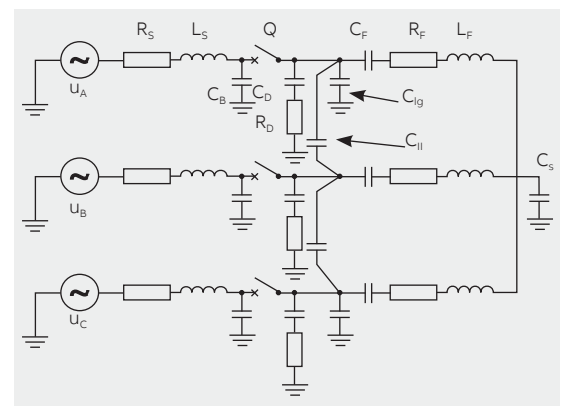 R_S L_S Q C_F R_F L_F
u_A
C_B C_D C_lg
R_D
C_ll
C_s
u_B
u_C